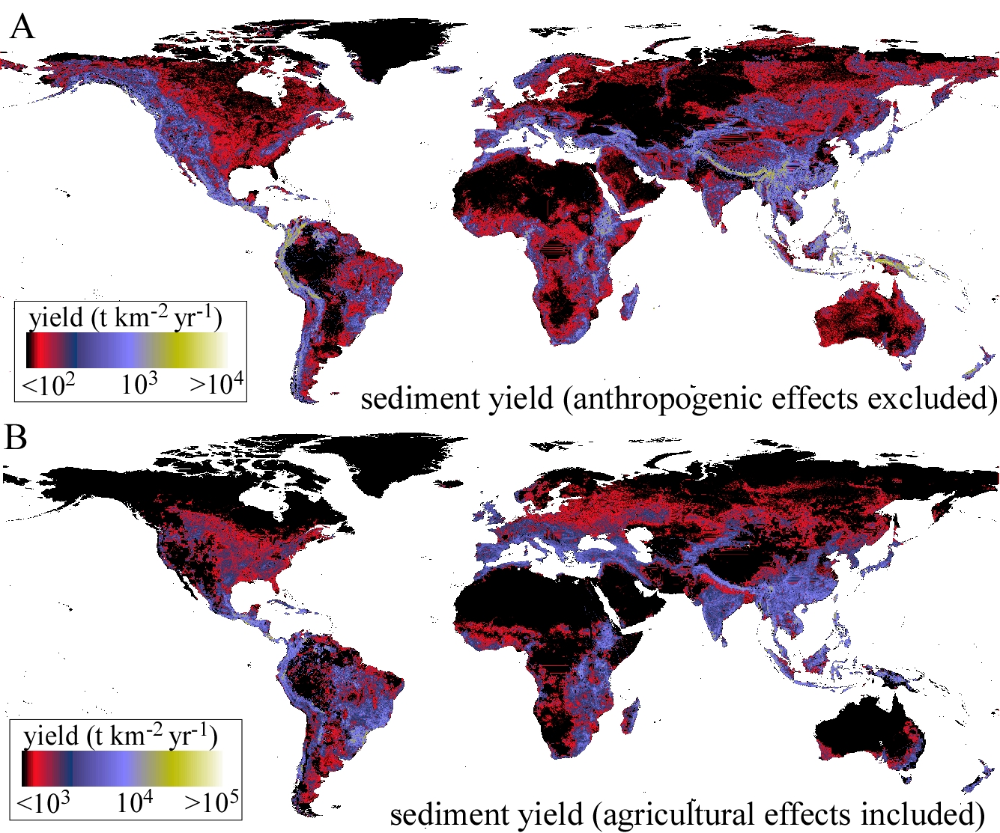 A
yield (t km-2 yr-1)
<102 103 >104
sediment yield (anthropogenic effects excluded)
B
yield (t km-2 yr-1)
<103 104 >105
sediment yield (agricultural effects included)